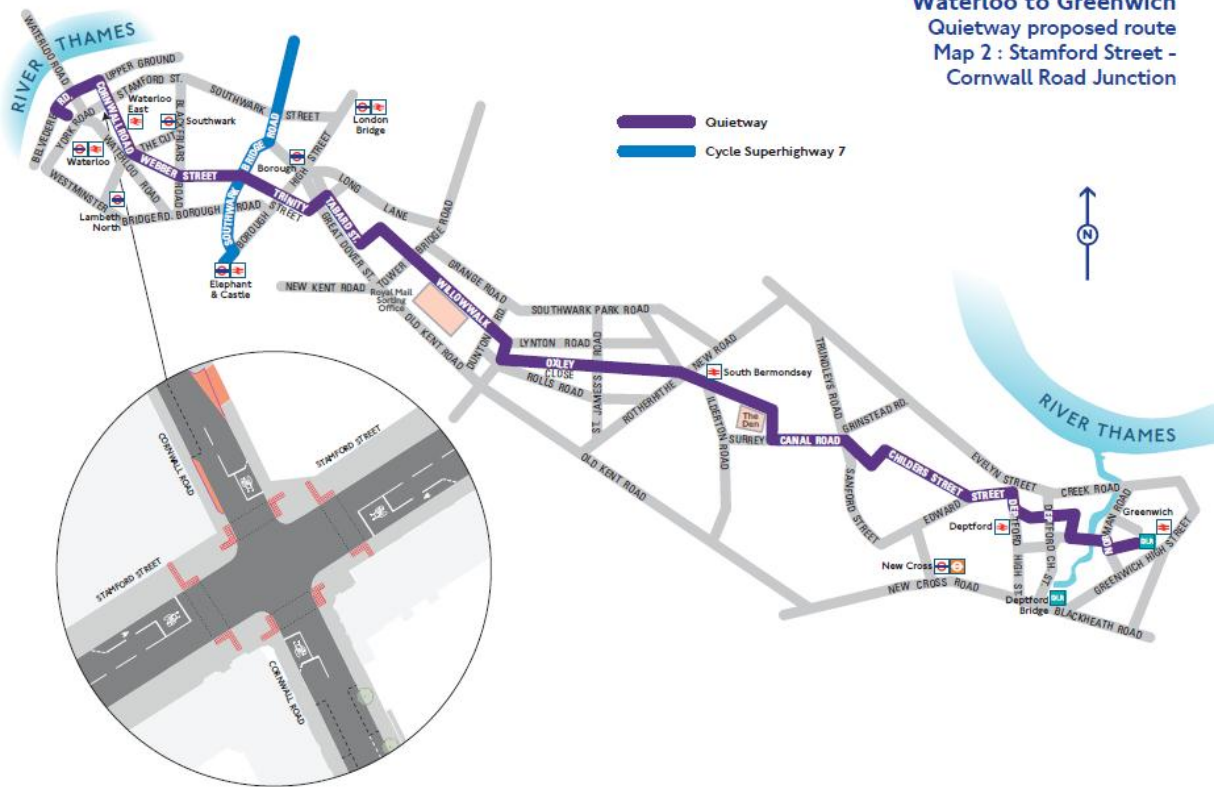 Waterloo to Greenwich
Quietway proposed route
Map 2 : Stamford Street -
Cornwall Road Junction
Quietway
Cycle Superhighway 7
N
RIVER THAMES
WATERLOO ROAD
UPPER GROUND
STAMFORD ST.
BELVEDERE
RD.
YORK ROAD
CORNWALL ROAD
Waterloo
East
Southwark
THE CUT
BLACKFRIARS ROAD
SOUTHWARK STREET
SOUTHWARK BRIDGE ROAD
London
Bridge
Borough
Waterloo
WATERLOO ROAD
WEBBER STREET
WESTMINSTER BRIDGE RD.
BOROUGH ROAD
Lambeth
North
BOROUGH HIGH STREET
TRINITY STREET
Elephant
& Castle
LONG LANE
TABARD ST.
GREAT DOVER ST.
TOWER BRIDGE ROAD
NEW KENT ROAD
Royal Mail
Sorting
Office
OLD KENT ROAD
WILLOW WALK
GRANGE ROAD
DUNTON RD.
SOUTHWARK PARK ROAD
LYNTON ROAD
OXLEY
CLOSE
ROLLS ROAD
ST. JAMES'S ROAD
ROTHERHITHE NEW ROAD
South Bermondsey
ILDERTON ROAD
The
Den
SURREY CANAL ROAD
TRUNDLEYS ROAD
GRINSTEAD RD.
OLD KENT ROAD
SANFORD STREET
CHILDERS STREET
EVELYN STREET
EDWARD STREET
RIVER THAMES
CREEK ROAD
Greenwich
DLR
Deptford
DEPTFORD HIGH ST.
DEPTFORD CH. ST.
NORMAN ROAD
GREENWICH HIGH STREET
New Cross
NEW CROSS ROAD
Deptford
Bridge
DLR
BLACKHEATH ROAD
CORNWALL ROAD
STAMFORD STREET
STAMFORD STREET
CORNWALL ROAD